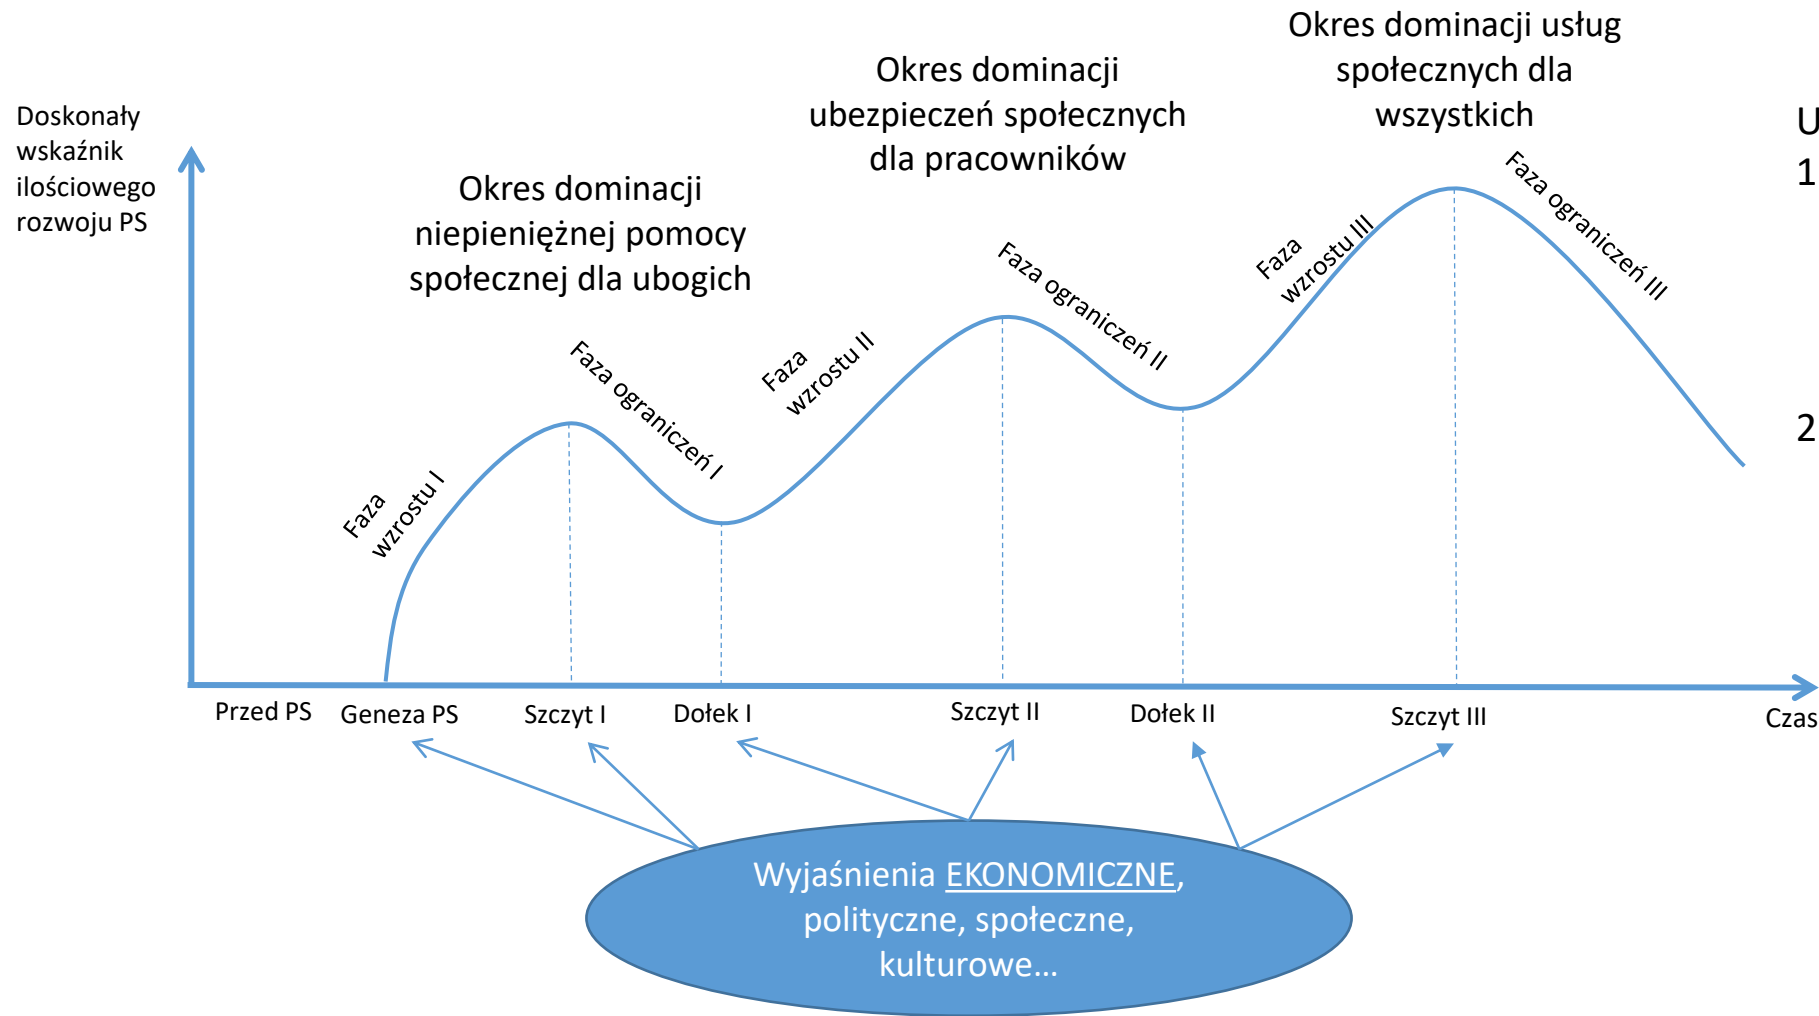 Doskonały
wskaźnik
ilościowego
rozwoju PS
Okres dominacji
niepieniężnej pomocy
społecznej dla ubogich
Okres dominacji
ubezpieczeń społecznych
dla pracowników
Okres dominacji usług
społecznych dla
wszystkich
U
1
2
Faza
wzrostu I
Faza ograniczeń I
Faza
wzrostu II
Faza ograniczeń II
Faza
wzrostu III
Faza ograniczeń III
Przed PS
Geneza PS
Szczyt I
Dołek I
Szczyt II
Dołek II
Szczyt III
Czas
Wyjaśnienia EKONOMICZNE,
polityczne, społeczne,
kulturowe…